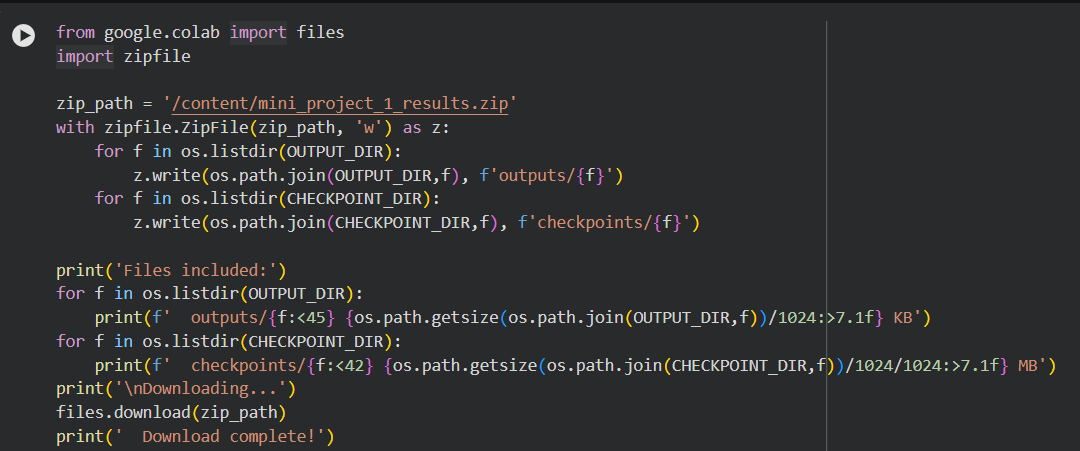 from google.colab import files
import zipfile

zip_path = '/content/mini_project_1_results.zip'
with zipfile.ZipFile(zip_path, 'w') as z:
    for f in os.listdir(OUTPUT_DIR):
        z.write(os.path.join(OUTPUT_DIR,f), f'outputs/{f}')
    for f in os.listdir(CHECKPOINT_DIR):
        z.write(os.path.join(CHECKPOINT_DIR,f), f'checkpoints/{f}')

print('Files included:')
for f in os.listdir(OUTPUT_DIR):
    print(f'  outputs/{f:<45} {os.path.getsize(os.path.join(OUTPUT_DIR,f))/1024:>7.1f} KB')
for f in os.listdir(CHECKPOINT_DIR):
    print(f'  checkpoints/{f:<42} {os.path.getsize(os.path.join(CHECKPOINT_DIR,f))/1024/1024:>7.1f} MB')
print('\nDownloading...')
files.download(zip_path)
print('  Download complete!')